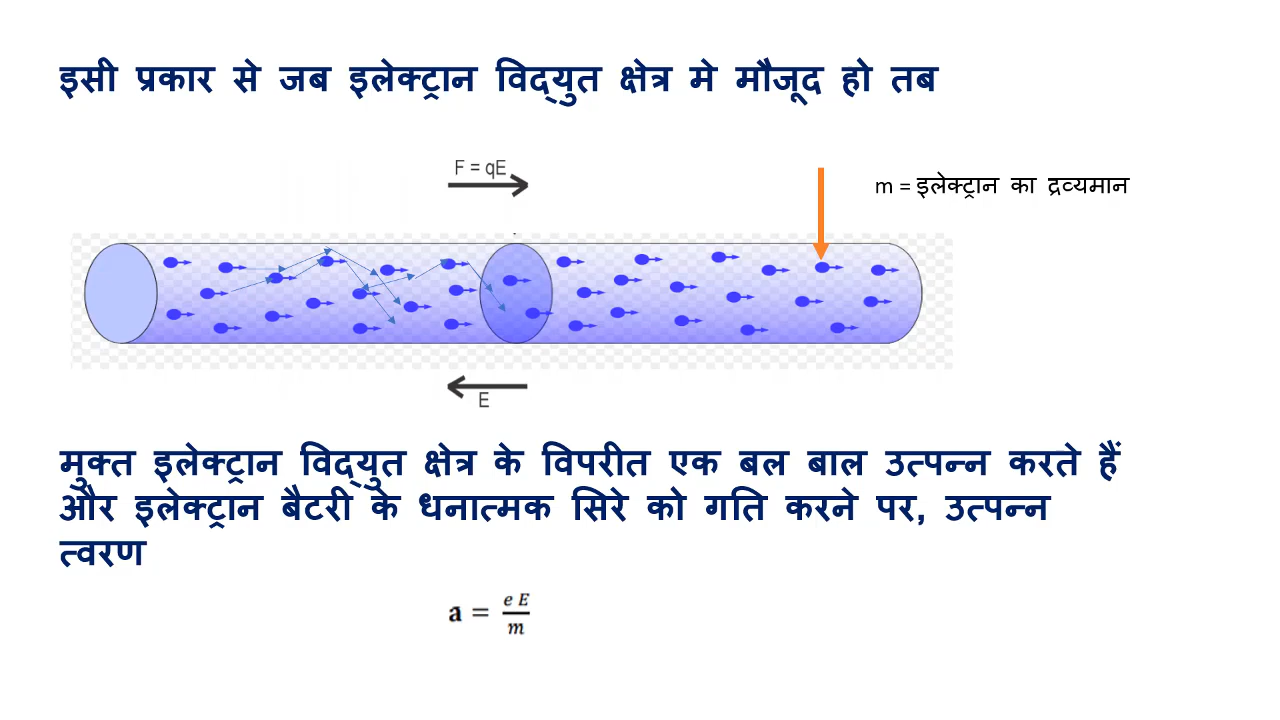 इसी प्रकार से जब इलेक्ट्रान विद्युत क्षेत्र मे मौजूद हो तब
F = qE
m = इलेक्ट्रान का द्रव्यमान
E
मुक्त इलेक्ट्रान विद्युत क्षेत्र के विपरीत एक बल बाल उत्पन्न करते हैं
और इलेक्ट्रान बैटरी के धनात्मक सिरे को गति करने पर, उत्पन्न
त्वरण
a = e E / m